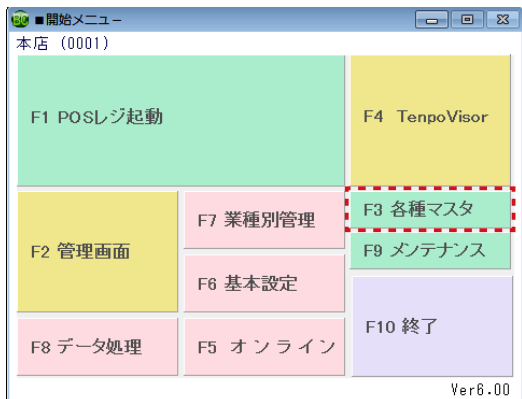 BC ■開始メニュー
本店 (0001)
F1 POSレジ起動
F4 TenpoVisor
F2 管理画面
F7 業種別管理
F3 各種マスタ
F9 メンテナンス
F6 基本設定
F10 終了
F8 データ処理
F5 オンライン
Ver6.00